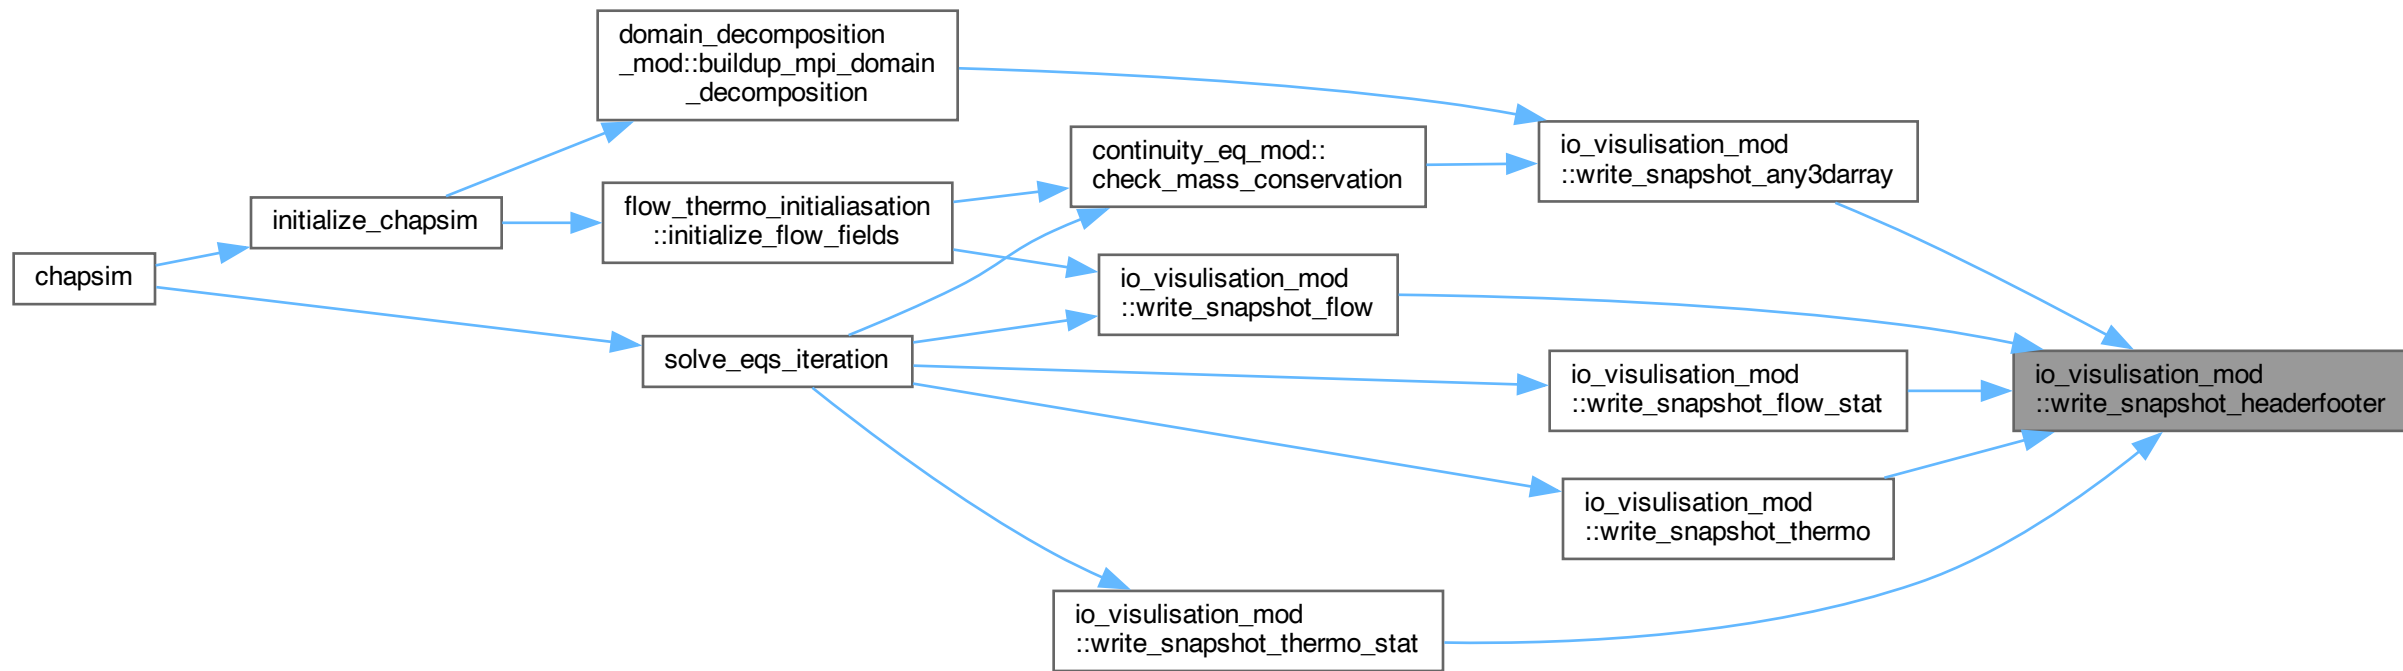 domain_decomposition
_mod::buildup_mpi_domain
_decomposition
continuity_eq_mod::
check_mass_conservation
io_visulisation_mod
::write_snapshot_any3darray
initialize_chapsim
flow_thermo_initialiasation
::initialize_flow_fields
chapsim
io_visulisation_mod
::write_snapshot_flow
solve_eqs_iteration
io_visulisation_mod
::write_snapshot_flow_stat
io_visulisation_mod
::write_snapshot_headerfooter
io_visulisation_mod
::write_snapshot_thermo
io_visulisation_mod
::write_snapshot_thermo_stat